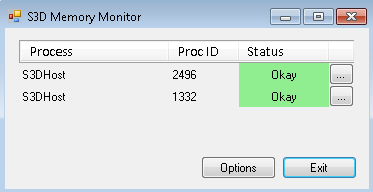 S3D Memory Monitor
Process Proc ID Status
S3DHost 2496 Okay ...
S3DHost 1332 Okay ...
Options Exit